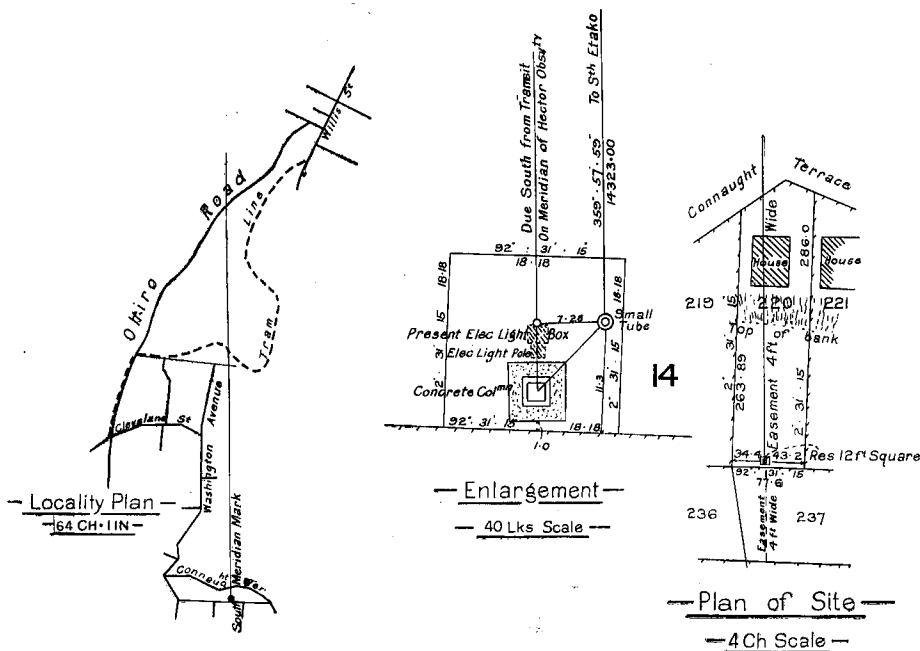 Willis St
Ohiro Road
Tram Line
Cleveland St
Washington Avenue
South Meridian Mark
— Locality Plan —
— 64 CH·1 IN —
Due South from Transit
On Meridian of Hector Obsvty
359° 57' 59"
14323·00
To Sth Etako
92° 31' 15"
18·18
18·18
2° 31' 15
18·18
7·28
Small
Tube
Present Elec Light Box
Elec Light Pole
Concrete Colmn
11·3
2° 31' 15
92° 31' 15"
18·18
1·0
14
— Enlargement —
— 40 Lks Scale —
Connaught Terrace
House
House
219
220
221
Top of bank
Easement 4ft Wide
286·0
2° 31' 15
263·89
2° 31' 15
34·4
43·2
Res 12ft Square
92° 31' 15
77·6
236
237
Easement
4ft Wide
— Plan of Site —
— 4 Ch Scale —